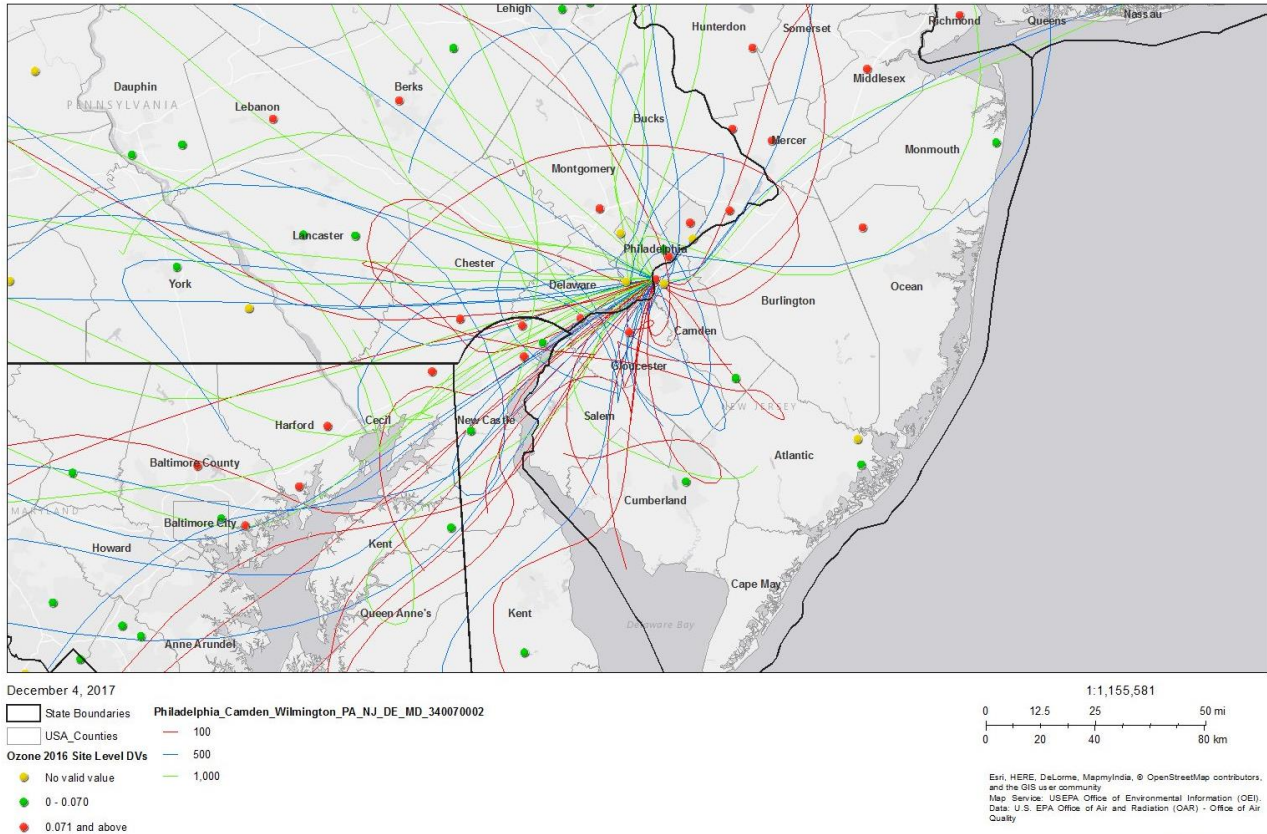 Lehigh
Hunterdon
Somerset
Richmond
Queens
Nassau
Dauphin
PENNSYLVANIA
Lebanon
Berks
Middlesex
Bucks
Mercer
Monmouth
Montgomery
Lancaster
Philadelphia
Chester
York
Delaware
Burlington
Ocean
Camden
Gloucester
NEW JERSEY
Salem
Harford
Cecil
New Castle
Atlantic
Baltimore County
Cumberland
MARYLAND
Baltimore City
Howard
Kent
Cape May
Queen Anne's
Kent
Delaware Bay
Anne Arundel
December 4, 2017
State Boundaries
USA_Counties
Ozone 2016 Site Level DVs
No valid value
0 - 0.070
0.071 and above
Philadelphia_Camden_Wilmington_PA_NJ_DE_MD_340070002
100
500
1,000
1:1,155,581
0 12.5 25 50 mi
0 20 40 80 km
Esri, HERE, DeLorme, MapmyIndia, © OpenStreetMap contributors,
and the GIS user community
Map Service: USEPA Office of Environmental Information (OEI).
Data: U.S. EPA Office of Air and Radiation (OAR) - Office of Air
Quality